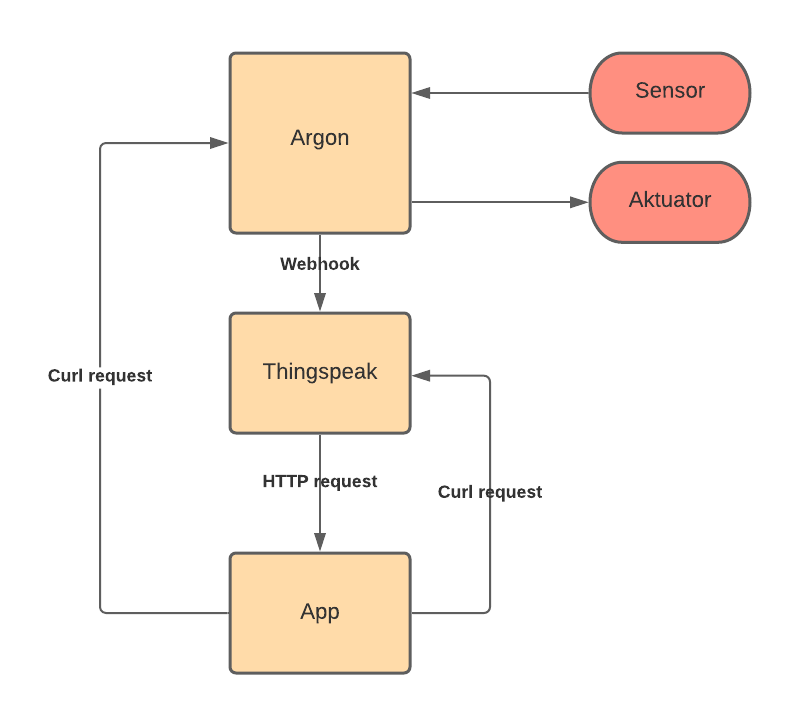 Argon
Sensor
Aktuator
Webhook
Thingspeak
Curl request
HTTP request
Curl request
App